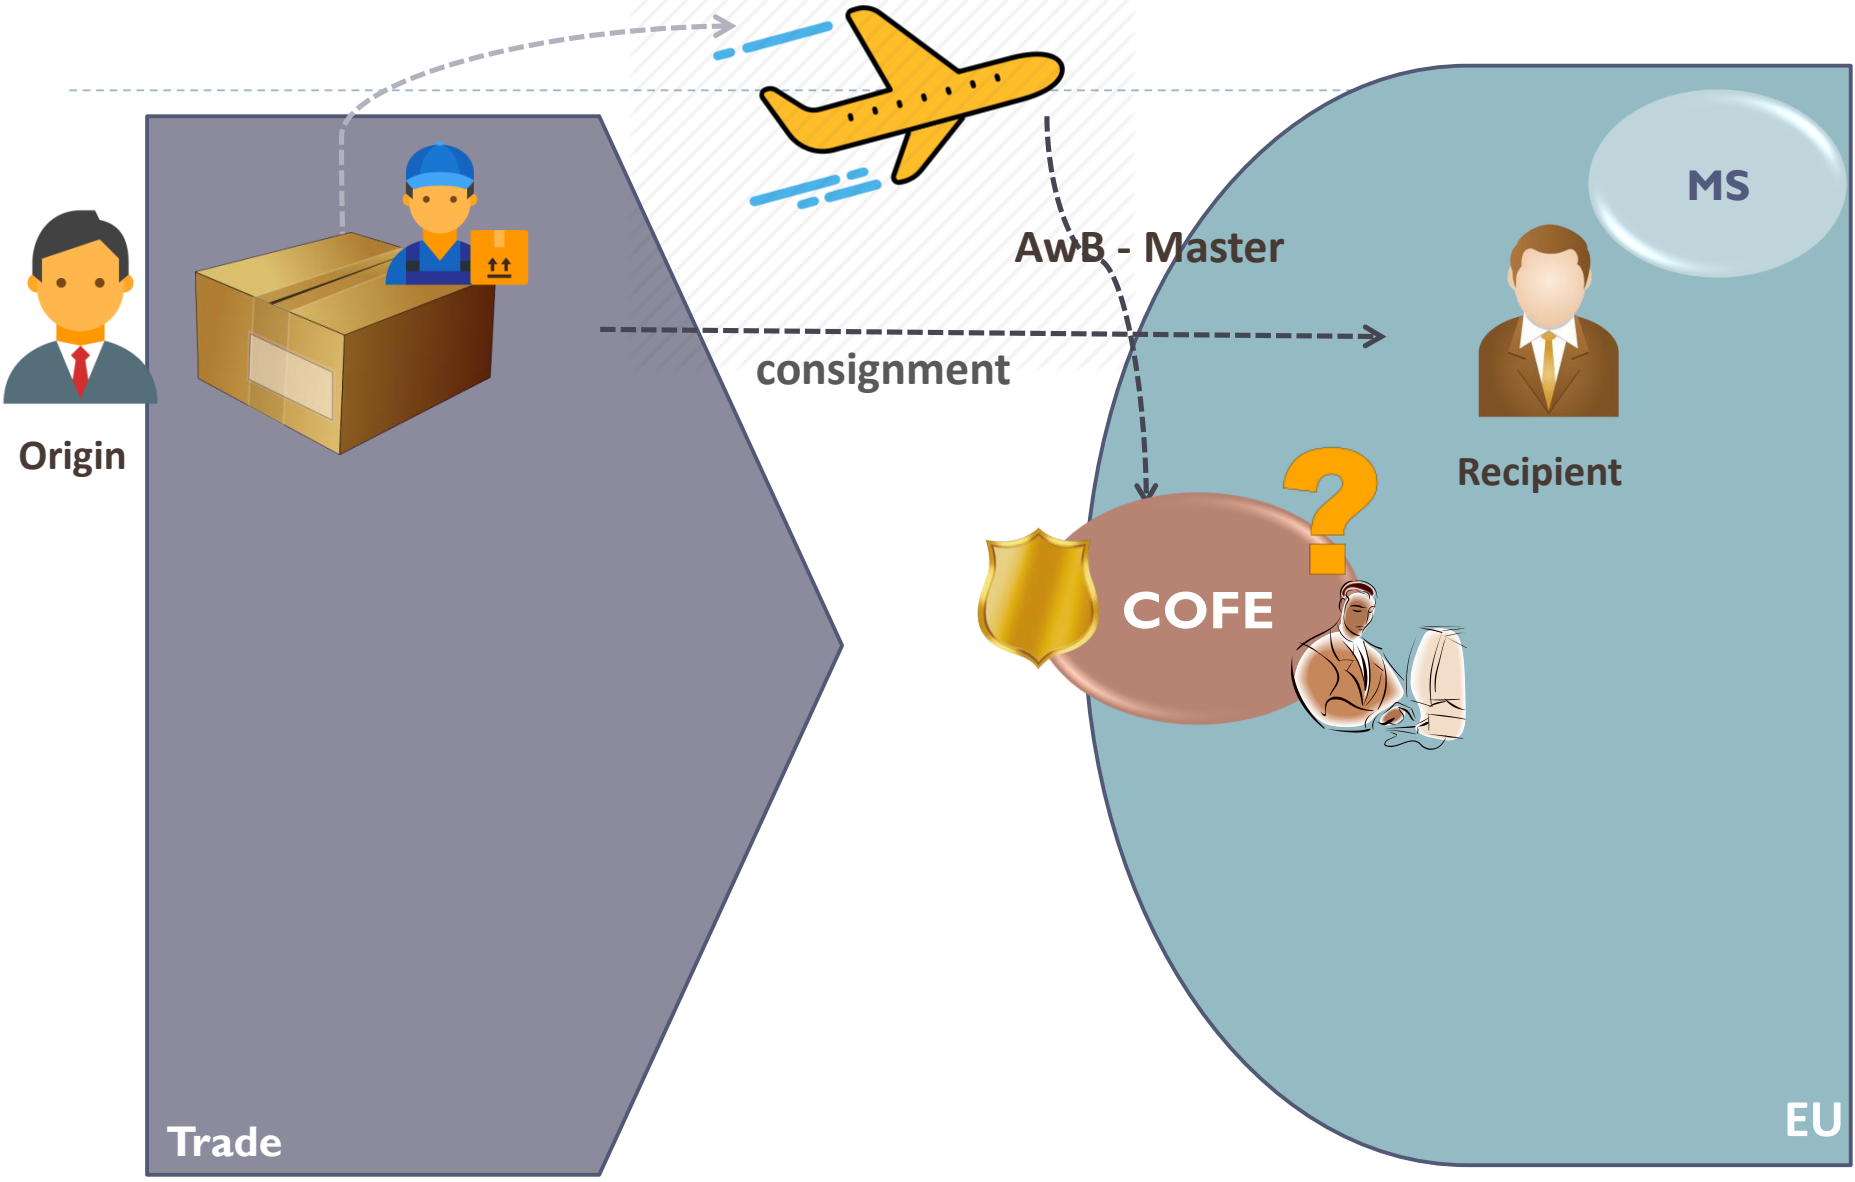 MS
AwB - Master
consignment
Origin
Recipient
COFE
Trade
EU